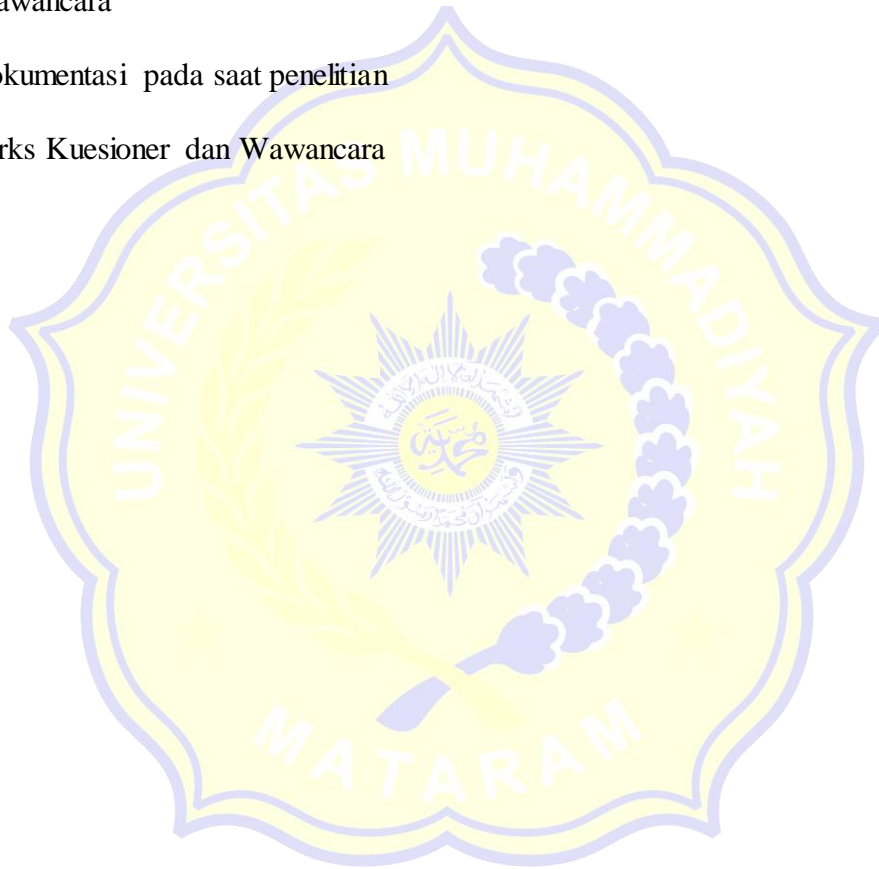 awancara
okumentasi pada saat penelitian
rks Kuesioner dan Wawancara
UNIVERSITAS MUHAMMADIYAH
MATARAM